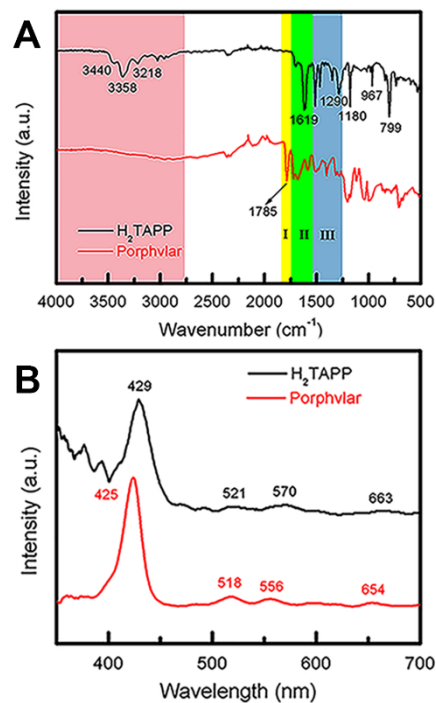 A
Intensity (a.u.)
3440
3358
3218
1619
1290
1180
967
799
1785
I
II
III
H₂TAPP
Porphvlar
4000 3500 3000 2500 2000 1500 1000 500
Wavenumber (cm⁻¹)
B
Intensity (a.u.)
429
H₂TAPP
Porphvlar
425
521
570
663
518
556
654
400 500 600 700
Wavelength (nm)